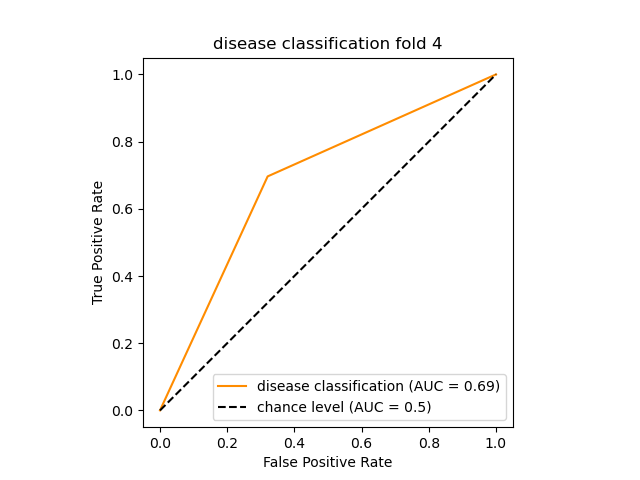 disease classification fold 4
1.0
0.8
0.6
0.4
0.2
0.0
True Positive Rate
disease classification (AUC = 0.69)
chance level (AUC = 0.5)
0.0 0.2 0.4 0.6 0.8 1.0
False Positive Rate